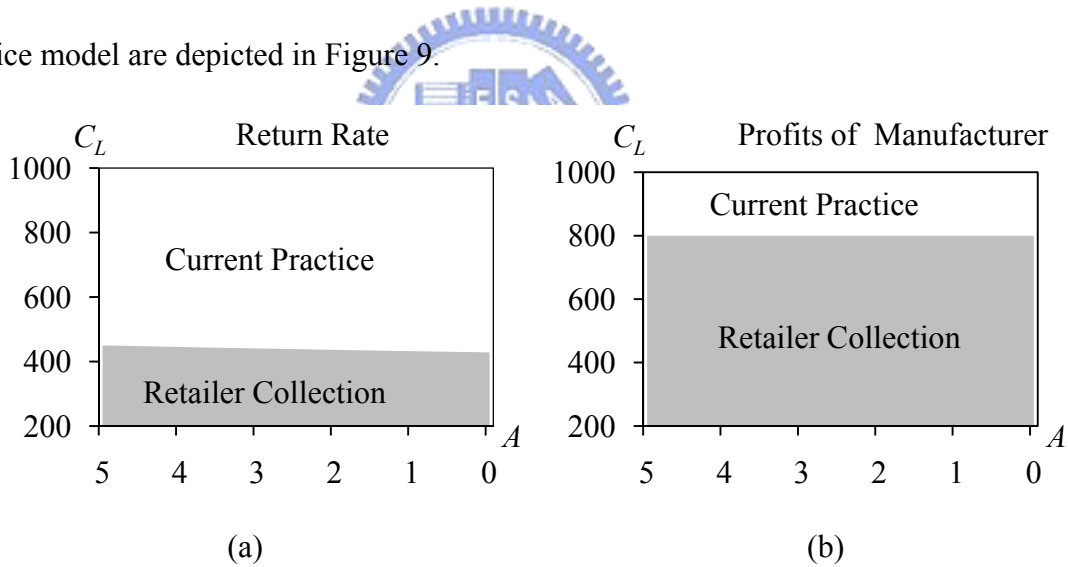 ice model are depicted in Figure 9.
C_L Return Rate
1000
800
600
400
200
Current Practice
Retailer Collection
A
5 4 3 2 1 0
(a)
C_L Profits of Manufacturer
1000
800
600
400
200
Current Practice
Retailer Collection
A
5 4 3 2 1 0
(b)